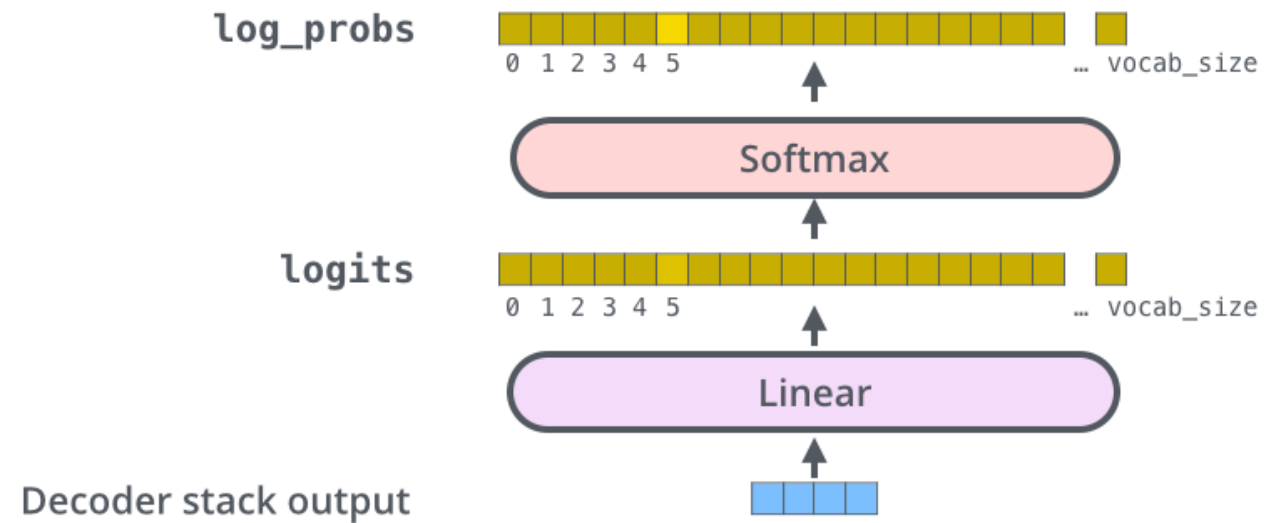 log_probs
0 1 2 3 4 5 … vocab_size
Softmax
logits
0 1 2 3 4 5 … vocab_size
Linear
Decoder stack output